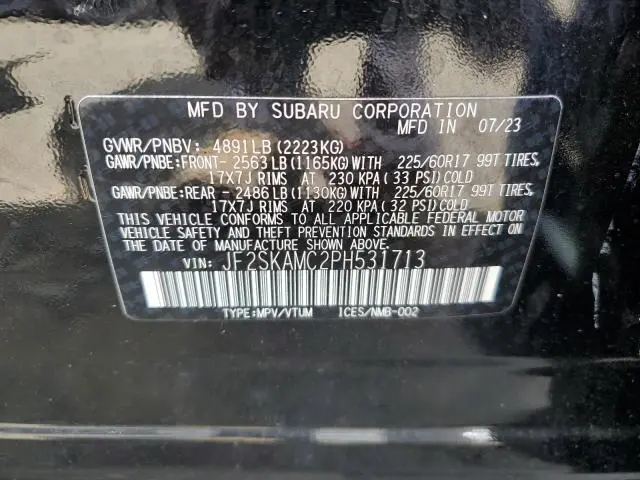 MFD BY SUBARU CORPORATION
MFD IN 07/23
GVWR/PNBV: 4891LB(2223KG)
GAWR/PNBE:FRONT- 2563LB(1165KG)WITH 225/60R17 99T TIRES,
17X7J RIMS AT 230 KPA(33 PSI)COLD
GAWR/PNBE:REAR - 2486LB(1130KG)WITH 225/60R17 99T TIRES,
17X7J RIMS AT 220 KPA(32 PSI)COLD
THIS VEHICLE CONFORMS TO ALL APPLICABLE FEDERAL MOTOR
VEHICLE SAFETY AND THEFT PREVENTION STANDARDS IN EFFECT
ON THE DATE OF MANUFACTURE SHOWN ABOVE.
VIN: JF2SKAMC2PH531713
TYPE:MPV/VTUM ICES/NMB-002